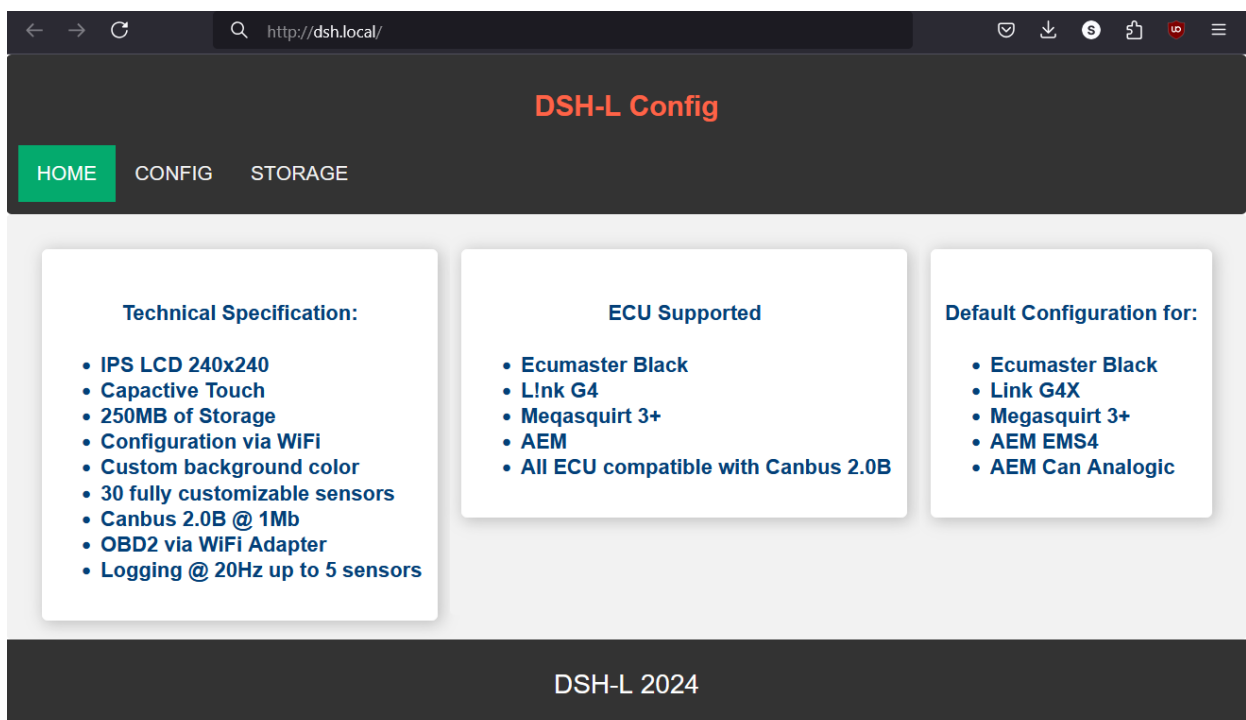 http://dsh.local/
S
DSH-L Config
HOME CONFIG STORAGE
Technical Specification:
• IPS LCD 240x240
• Capactive Touch
• 250MB of Storage
• Configuration via WiFi
• Custom background color
• 30 fully customizable sensors
• Canbus 2.0B @ 1Mb
• OBD2 via WiFi Adapter
• Logging @ 20Hz up to 5 sensors
ECU Supported
• Ecumaster Black
• L!nk G4
• Meqasquirt 3+
• AEM
• All ECU compatible with Canbus 2.0B
Default Configuration for:
• Ecumaster Black
• Link G4X
• Megasquirt 3+
• AEM EMS4
• AEM Can Analogic
DSH-L 2024